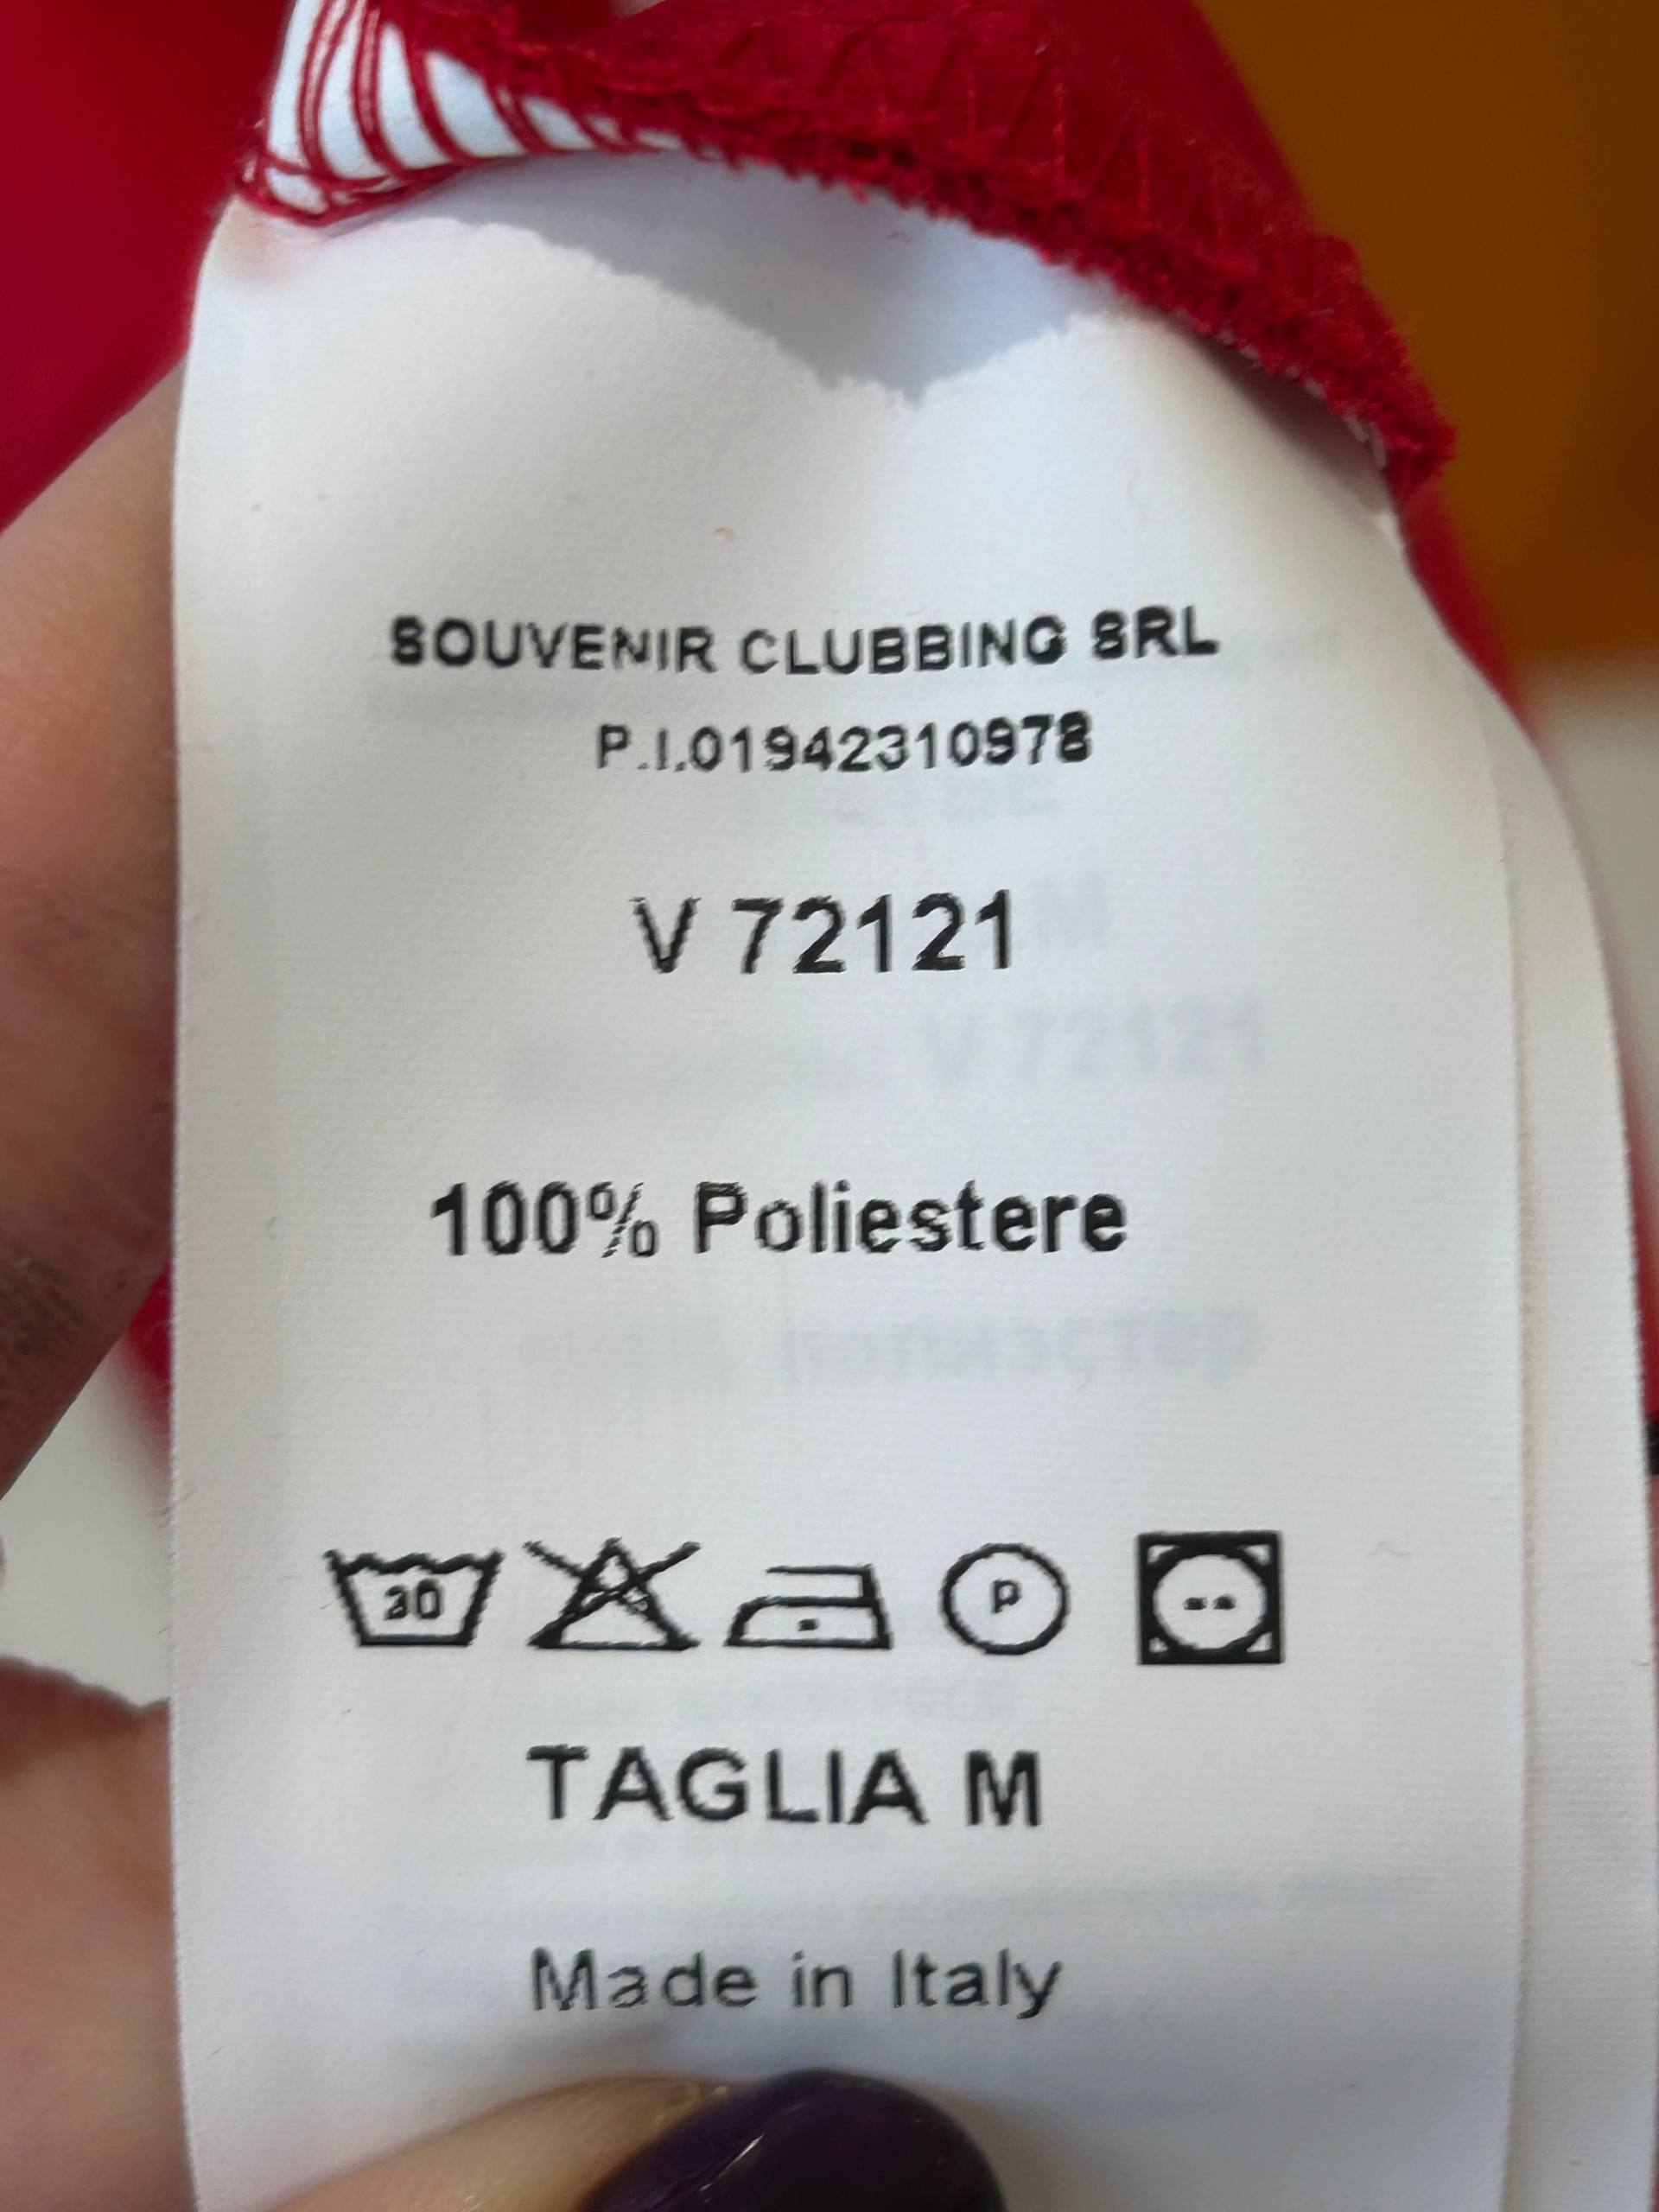 SOUVENIR CLUBBING SRL
P.I.01942310978
V 72121
100% Poliestere
30
P
TAGLIA M
Made in Italy